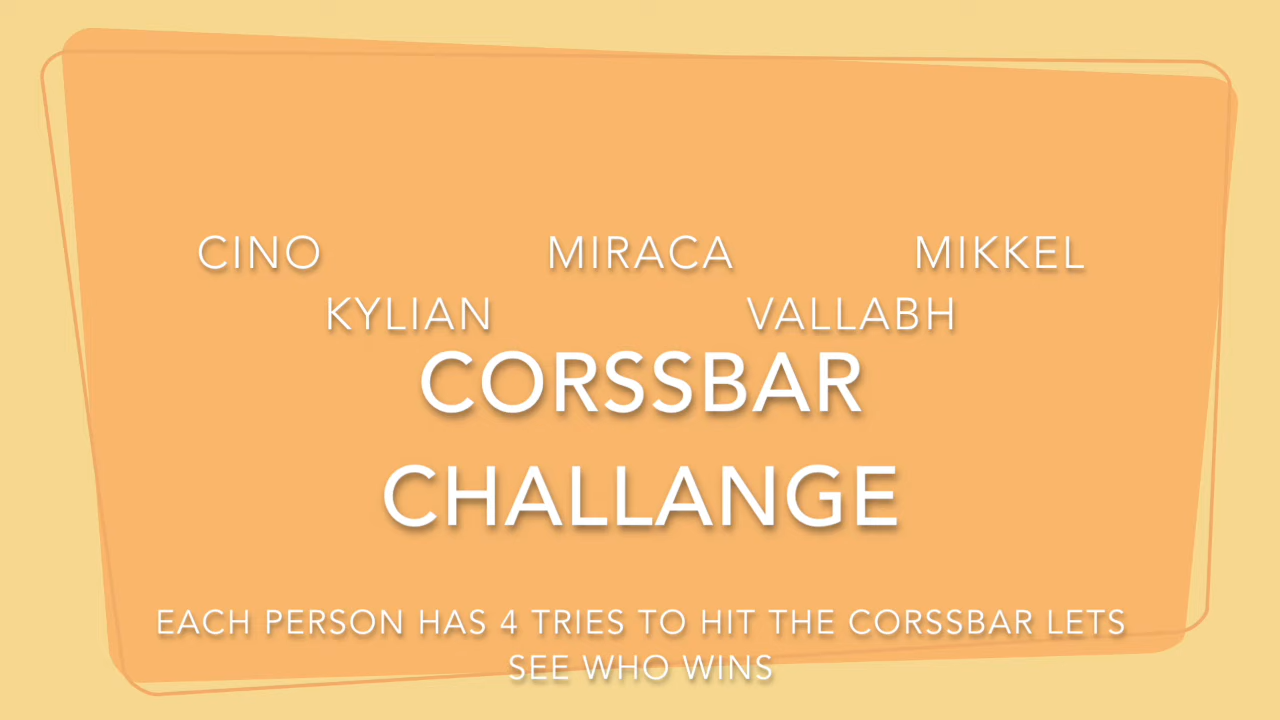 CINO MIRACA MIKKEL
KYLIAN VALLABH
CORSSBAR
CHALLANGE
EACH PERSON HAS 4 TRIES TO HIT THE CORSSBAR LETS
SEE WHO WINS